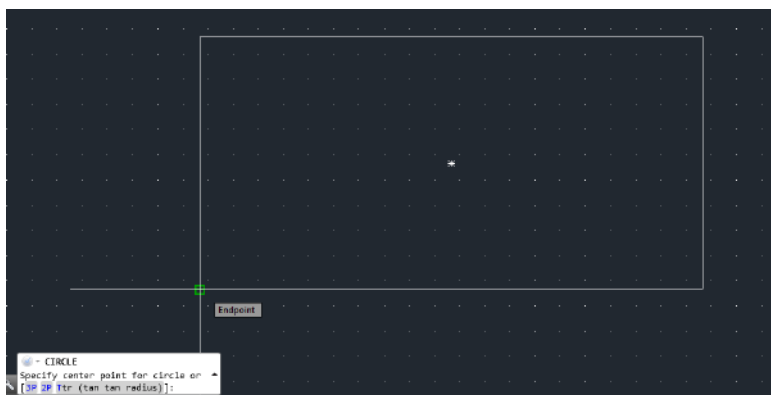 Endpoint
- CIRCLE
Specify center point for circle or
[3P 2P Ttr (tan tan radius)]: